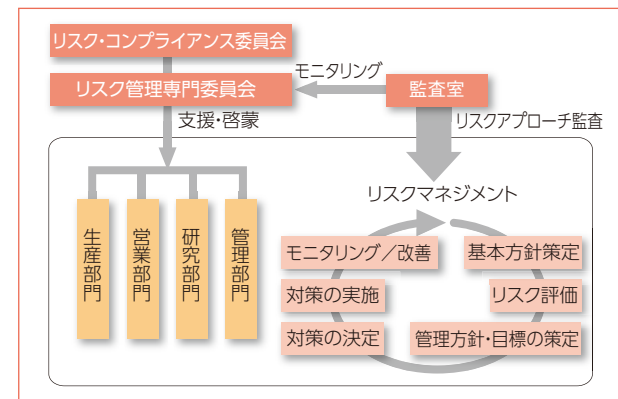 リスク・コンプライアンス委員会
リスク管理専門委員会
モニタリング
監査室
支援・啓蒙
リスクアプローチ監査
生産部門
営業部門
研究部門
管理部門
リスクマネジメント
モニタリング／改善
基本方針策定
対策の実施
リスク評価
対策の決定
管理方針・目標の策定